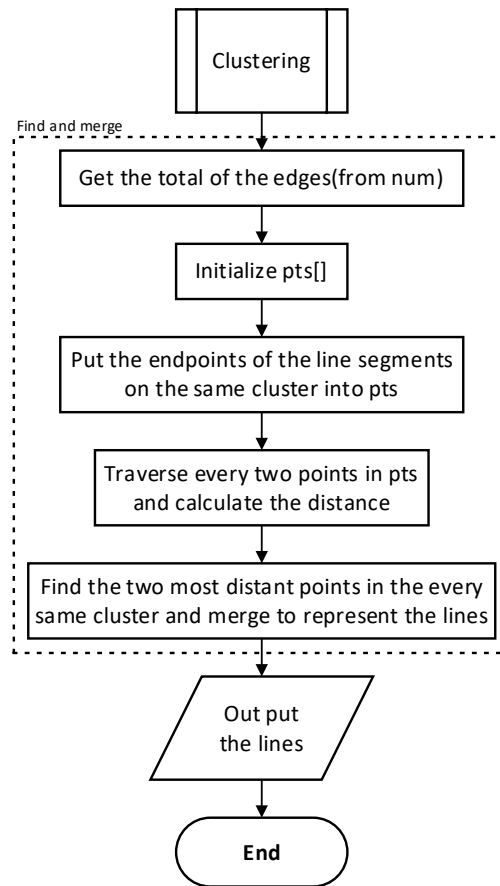 Clustering
Find and merge
Get the total of the edges(from num)
Initialize pts[]
Put the endpoints of the line segments
on the same cluster into pts
Traverse every two points in pts
and calculate the distance
Find the two most distant points in the every
same cluster and merge to represent the lines
Out put
the lines
End